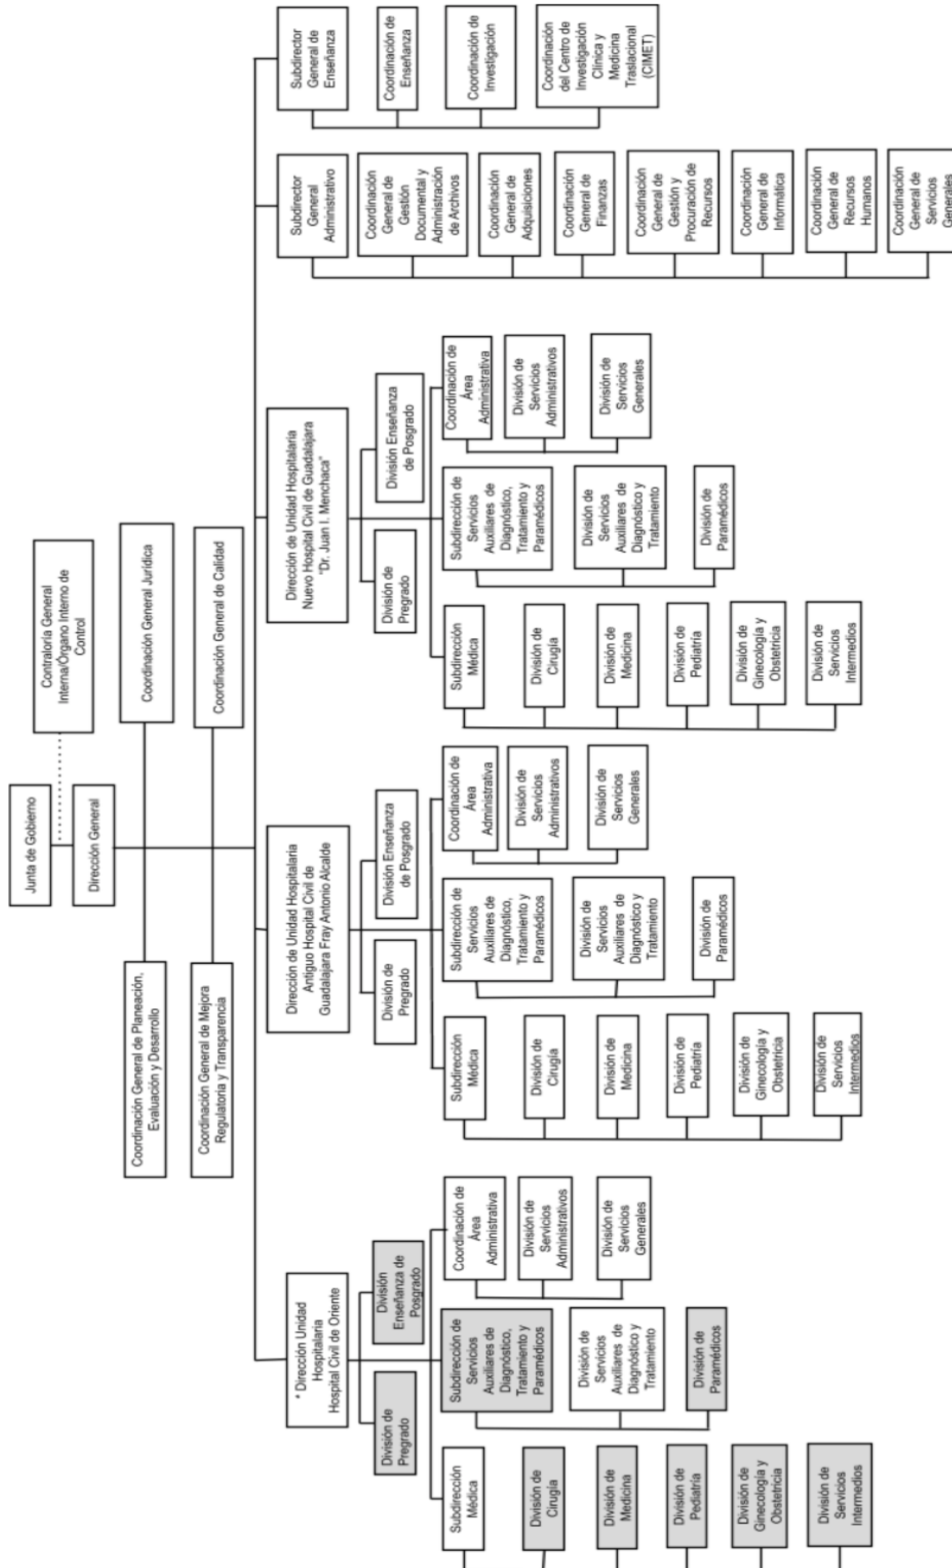 Junta de Gobierno
Contraloría General
Interna/Órgano Interno de
Control
Dirección General
Coordinación General de Planeación,
Evaluación y Desarrollo
Coordinación General Jurídica
Coordinación General de Mejora
Regulatoria y Transparencia
Coordinación General de Calidad
* Dirección Unidad
Hospitalaria
Hospital Civil de Oriente
División de
Pregrado
División
Enseñanza de
Posgrado
Subdirección
Médica
División de
Cirugía
División de
Medicina
División de
Pediatría
División de
Ginecología y
Obstetricia
División de
Servicios
Intermedios
Subdirección de
Servicios
Auxiliares de
Diagnóstico,
Tratamiento y
Paramédicos
División de
Servicios
Auxiliares de
Diagnóstico y
Tratamiento
División de
Paramédicos
Coordinación de
Área
Administrativa
División de
Servicios
Administrativos
División de
Servicios
Generales
Dirección de Unidad Hospitalaria
Antiguo Hospital Civil de
Guadalajara Fray Antonio Alcalde
División de
Pregrado
División Enseñanza
de Posgrado
Subdirección
Médica
División de
Cirugía
División de
Medicina
División de
Pediatría
División de
Ginecología y
Obstetricia
División de
Servicios
Intermedios
Subdirección de
Servicios
Auxiliares de
Diagnóstico,
Tratamiento y
Paramédicos
División de
Servicios
Auxiliares de
Diagnóstico y
Tratamiento
División de
Paramédicos
Coordinación de
Área
Administrativa
División de
Servicios
Administrativos
División de
Servicios
Generales
Dirección de Unidad Hospitalaria
Nuevo Hospital Civil de Guadalajara
"Dr. Juan I. Menchaca"
División de
Pregrado
División Enseñanza
de Posgrado
Subdirección
Médica
División de
Cirugía
División de
Medicina
División de
Pediatría
División de
Ginecología y
Obstetricia
División de
Servicios
Intermedios
Subdirección de
Servicios
Auxiliares de
Diagnóstico,
Tratamiento y
Paramédicos
División de
Servicios
Auxiliares de
Diagnóstico y
Tratamiento
División de
Paramédicos
Coordinación de
Área
Administrativa
División de
Servicios
Administrativos
División de
Servicios
Generales
Subdirector
General
Administrativo
Coordinación
General de
Gestión
Documental y
Administración
de Archivos
Coordinación
General de
Adquisiciones
Coordinación
General de
Finanzas
Coordinación
General de
Gestión y
Procuración de
Recursos
Coordinación
General de
Informática
Coordinación
General de
Recursos
Humanos
Coordinación
General de
Servicios
Generales
Subdirector
General de
Enseñanza
Coordinación de
Enseñanza
Coordinación de
Investigación
Coordinación
del Centro de
Investigación
Clínica y
Medicina
Traslacional
(CIMET)